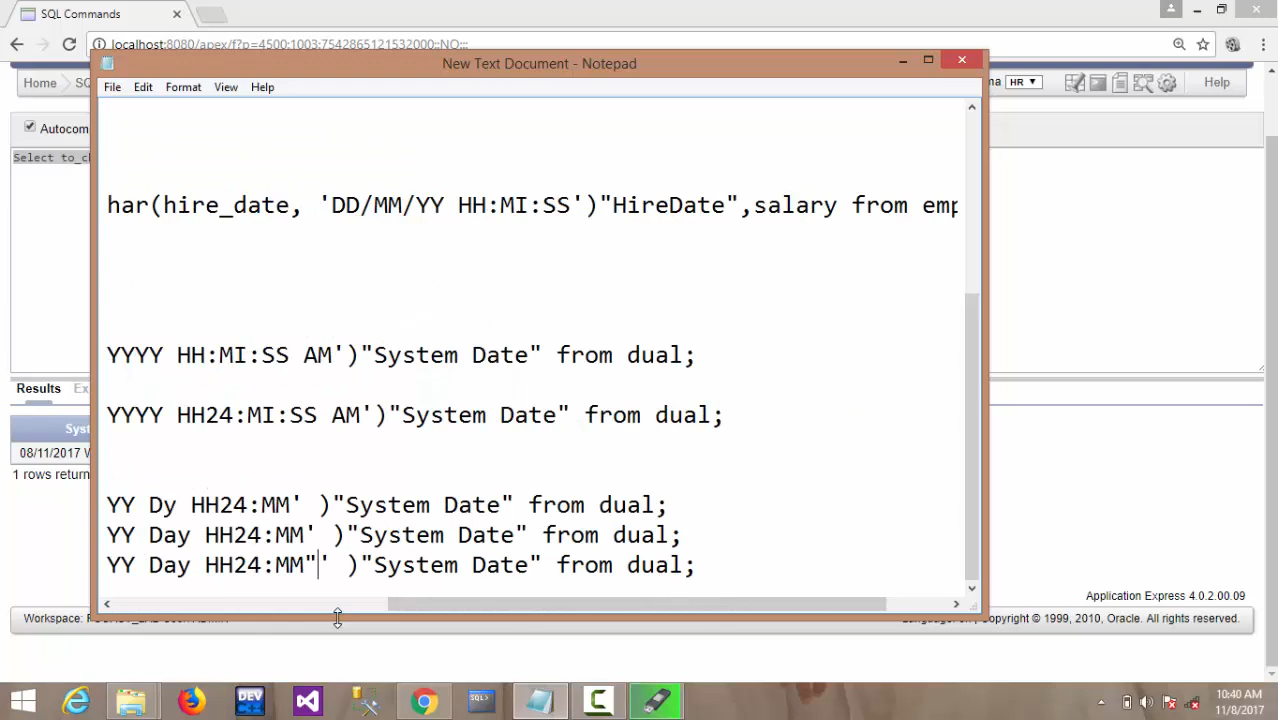 SQL Commands
localhost:8080/apex/f?p=4500:1003:7542865121532000::NO:::
New Text Document - Notepad
Home
HR
Help
File Edit Format View Help
Select to_c
har(hire_date, 'DD/MM/YY HH:MI:SS')"HireDate",salary from emp
YYYY HH:MI:SS AM')"System Date" from dual;
YYYY HH24:MI:SS AM')"System Date" from dual;
Results
08/11/2017
1 rows return
YY Dy HH24:MM' )"System Date" from dual;
YY Day HH24:MM' )"System Date" from dual;
YY Day HH24:MM"' )"System Date" from dual;
Application Express 4.0.2.00.09
Workspace:
Copyright © 1999, 2010, Oracle. All rights reserved.
DEV
SQL>
10:40 AM
11/8/2017